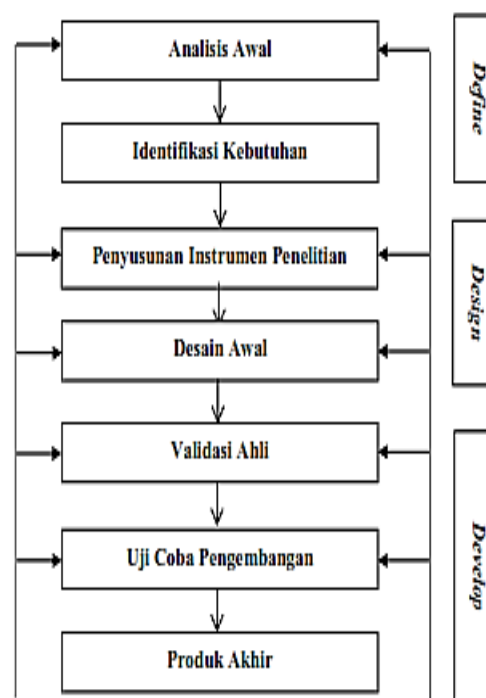 Analisis Awal
Define
Identifikasi Kebutuhan
Penyusunan Instrumen Penelitian
Design
Desain Awal
Validasi Ahli
Develop
Uji Coba Pengembangan
Produk Akhir